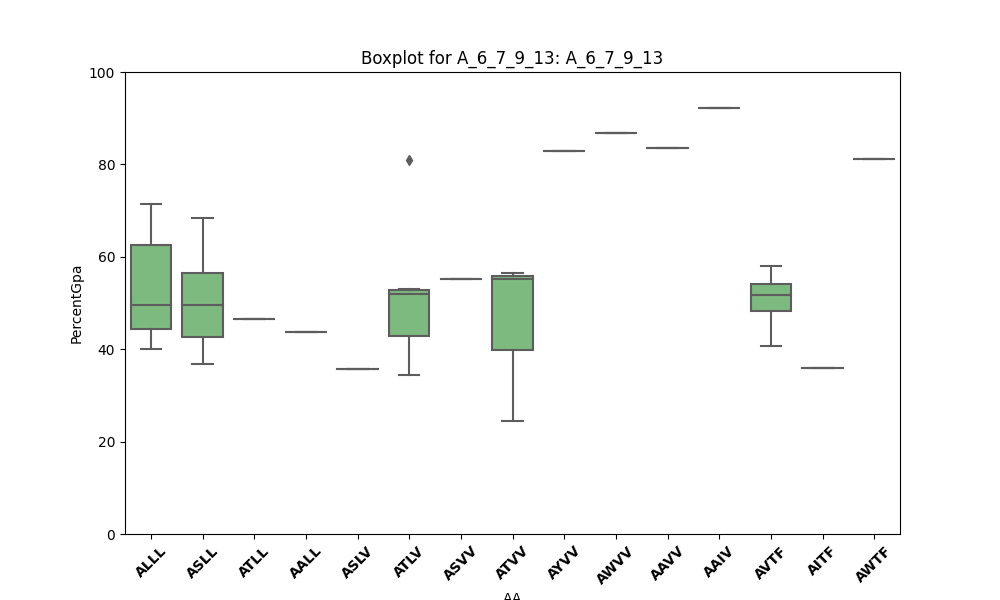 Boxplot for A_6_7_9_13: A_6_7_9_13
100
80
60
40
20
0
PercentGpa
ALLL ASLL ATLL AALL ASLV ATLV ASVV ATVV AYVV AWVV AAVV AAIV AVTF AITF AWTF
AA